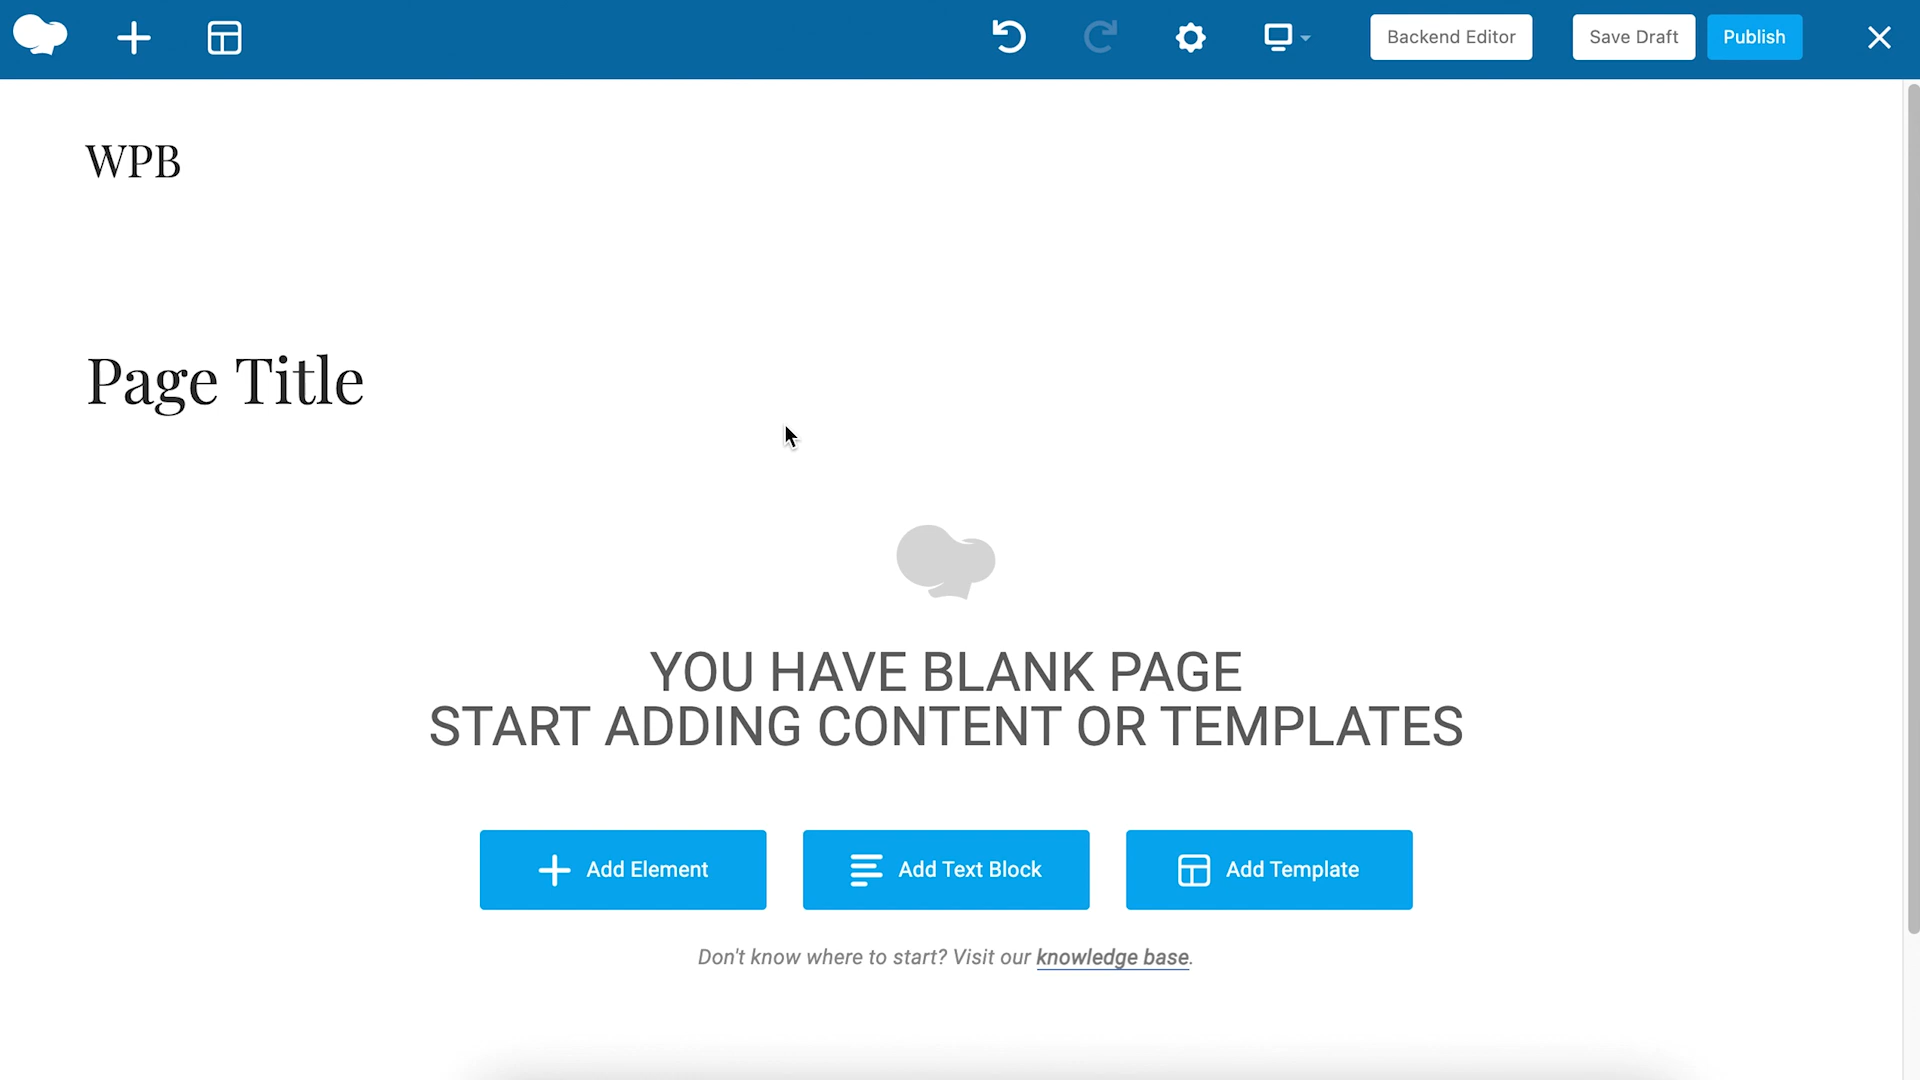 Backend Editor
Save Draft
Publish
WPB
Page Title
YOU HAVE BLANK PAGE
START ADDING CONTENT OR TEMPLATES
Add Element
Add Text Block
Add Template
Don't know where to start? Visit our knowledge base.